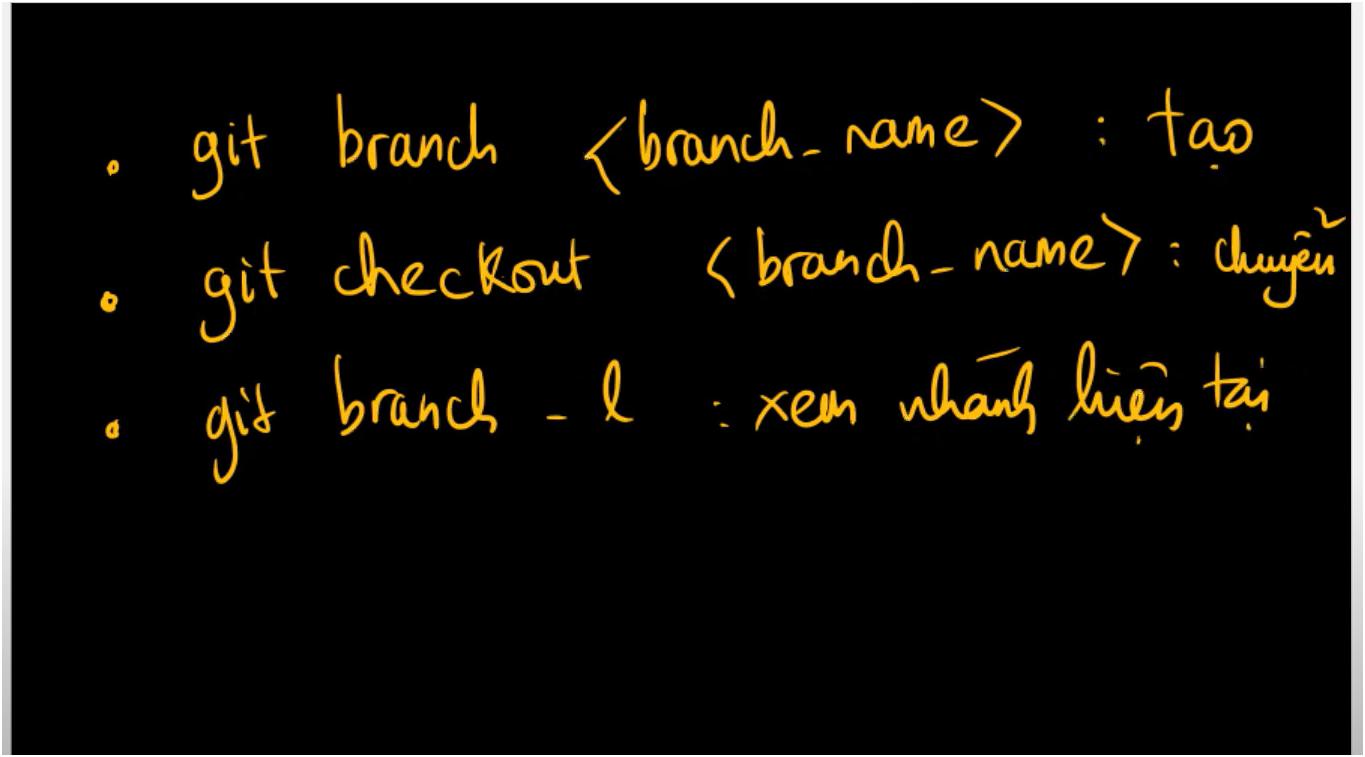 • git branch <branch_name> : tạo
• git checkout <branch_name> : chuyển
• git branch -l : xem nhánh hiện tại